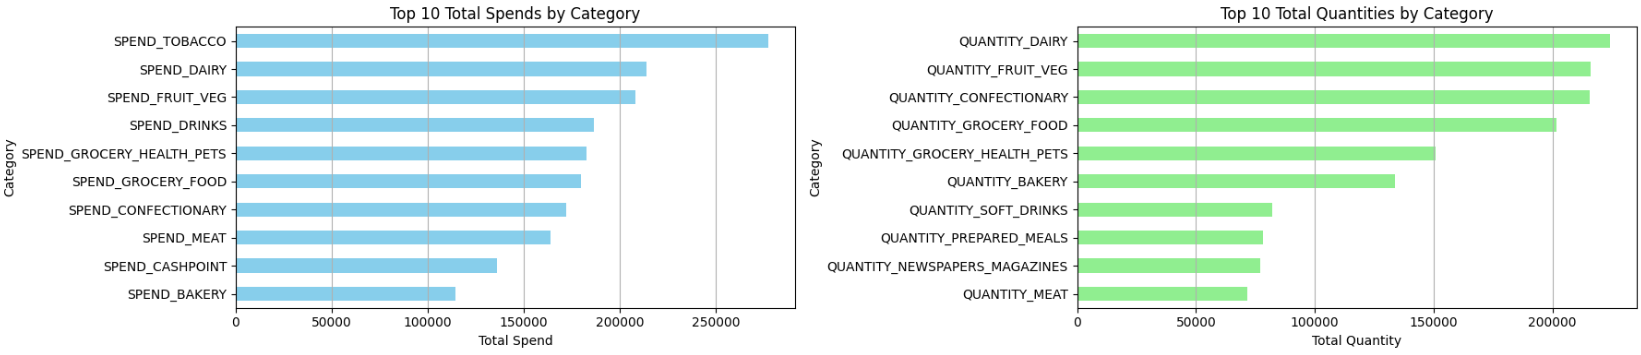 Top 10 Total Spends by Category
Category
SPEND_TOBACCO
SPEND_DAIRY
SPEND_FRUIT_VEG
SPEND_DRINKS
SPEND_GROCERY_HEALTH_PETS
SPEND_GROCERY_FOOD
SPEND_CONFECTIONARY
SPEND_MEAT
SPEND_CASHPOINT
SPEND_BAKERY
0 50000 100000 150000 200000 250000
Total Spend
Top 10 Total Quantities by Category
Category
QUANTITY_DAIRY
QUANTITY_FRUIT_VEG
QUANTITY_CONFECTIONARY
QUANTITY_GROCERY_FOOD
QUANTITY_GROCERY_HEALTH_PETS
QUANTITY_BAKERY
QUANTITY_SOFT_DRINKS
QUANTITY_PREPARED_MEALS
QUANTITY_NEWSPAPERS_MAGAZINES
QUANTITY_MEAT
0 50000 100000 150000 200000
Total Quantity